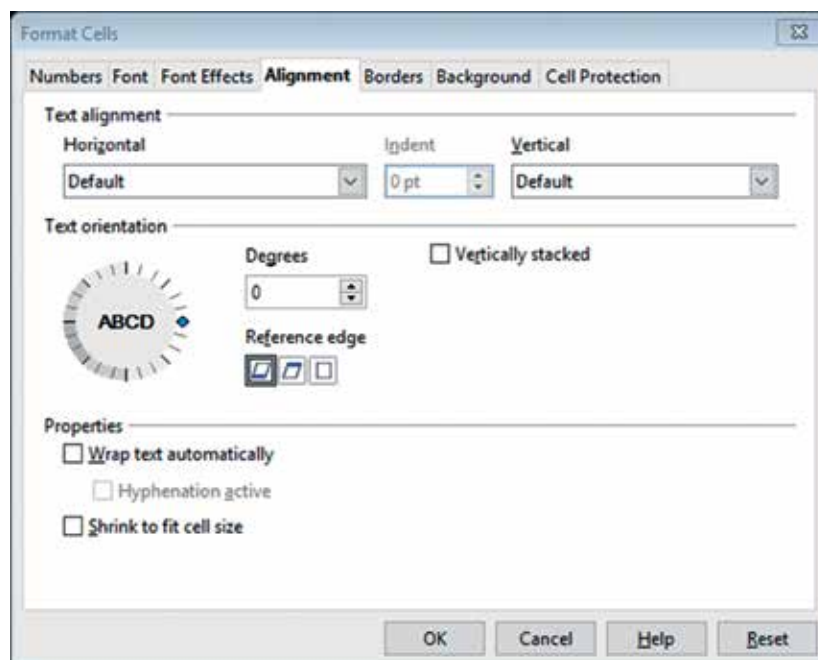 Format Cells
Numbers Font Font Effects Alignment Borders Background Cell Protection
Text alignment
Horizontal Indent Vertical
Default 0 pt Default
Text orientation
Degrees Vertically stacked
0
ABCD
Reference edge
Properties
Wrap text automatically
Hyphenation active
Shrink to fit cell size
OK Cancel Help Reset